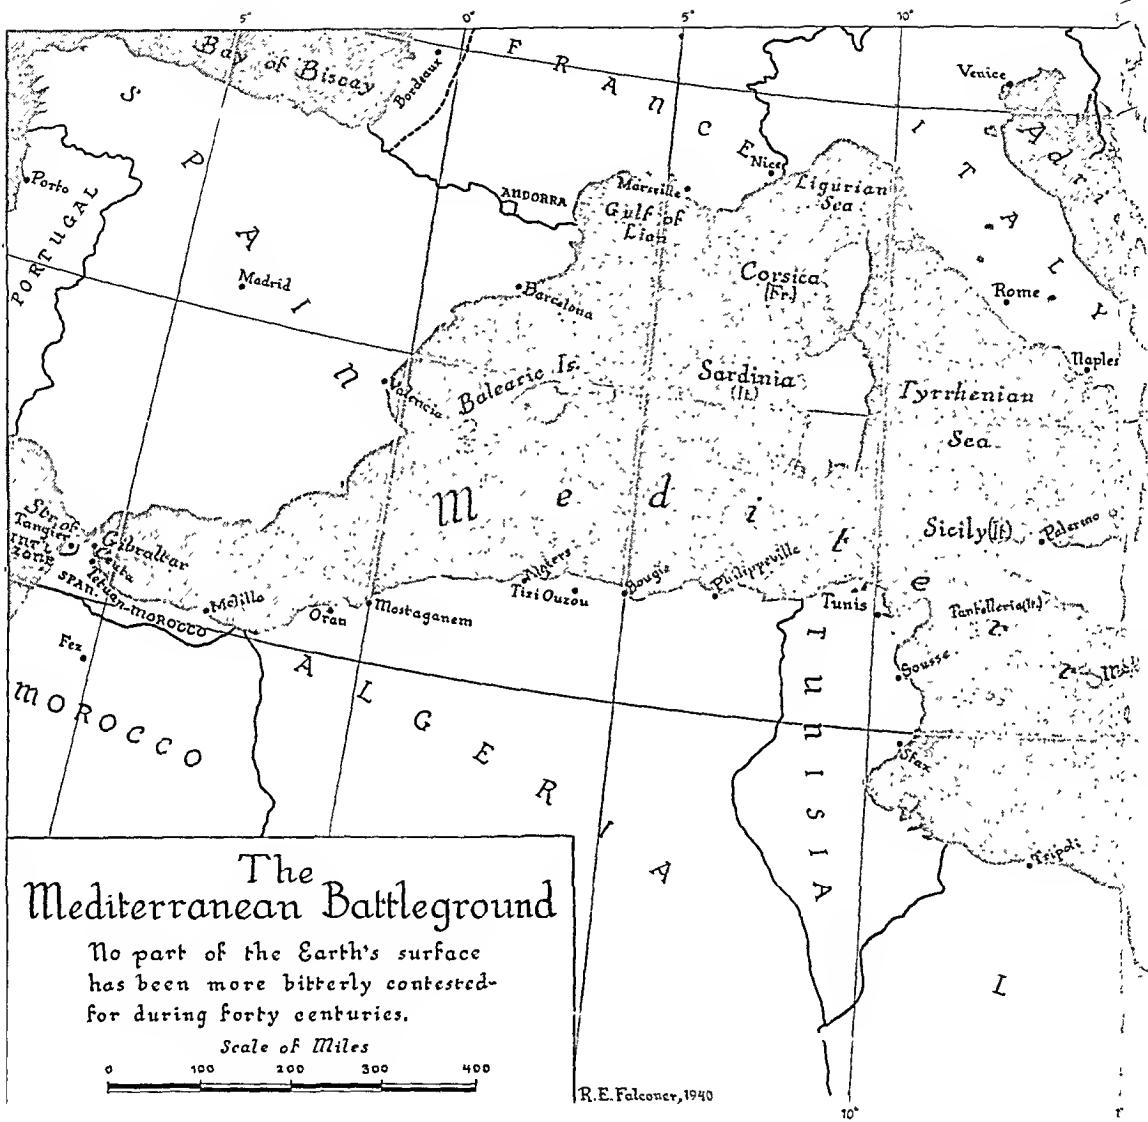 5° 0° 5° 10°
Bay of Biscay
Bordeaux
FRANCE
Venice
ITALY
Adri
SPAIN
Porto
PORTUGAL
Madrid
ANDORRA
Marseille
Nice
Gulf of
Lion
Ligurian
Sea
Corsica
(Fr.)
Rome
Barcelona
Naples
Valencia
Balearic Is.
Sardinia
(It.)
Tyrrhenian
Sea
Medite
Str. of
Gibraltar
Tangier
INT'L
ZONE
Ceuta
Tetuan
SPAN. MOROCCO
Melilla
Oran
Mostaganem
Algiers
Tizi Ouzou
Bougie
Philippeville
Tunis
Sicily (It.)
Palermo
Pantelleria (It.)
Sousse
Fez
MOROCCO
ALGERIA
TUNISIA
Sfax
Tripoli
L
The
Mediterranean Battleground
No part of the Earth's surface
has been more bitterly contested-
for during forty centuries.
Scale of Miles
0 100 200 300 400
R.E. Falconer, 1940
10°